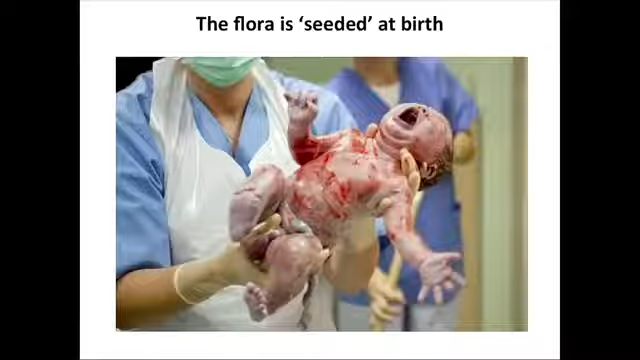 The flora is ‘seeded’ at birth